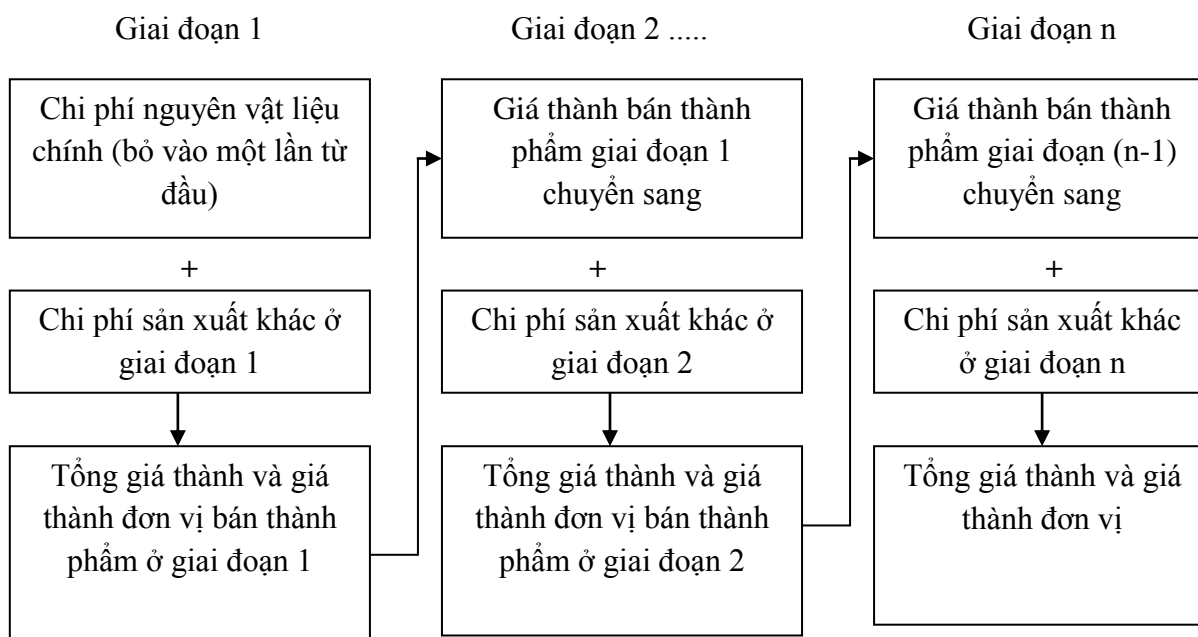 Giai đoạn 1
Giai đoạn 2 .....
Giai đoạn n
Chi phí nguyên vật liệu
chính (bỏ vào một lần từ
đầu)
+
Chi phí sản xuất khác ở
giai đoạn 1
Tổng giá thành và giá
thành đơn vị bán thành
phẩm ở giai đoạn 1
Giá thành bán thành
phẩm giai đoạn 1
chuyển sang
+
Chi phí sản xuất khác ở
giai đoạn 2
Tổng giá thành và giá
thành đơn vị bán thành
phẩm ở giai đoạn 2
Giá thành bán thành
phẩm giai đoạn (n-1)
chuyển sang
+
Chi phí sản xuất khác
ở giai đoạn n
Tổng giá thành và giá
thành đơn vị